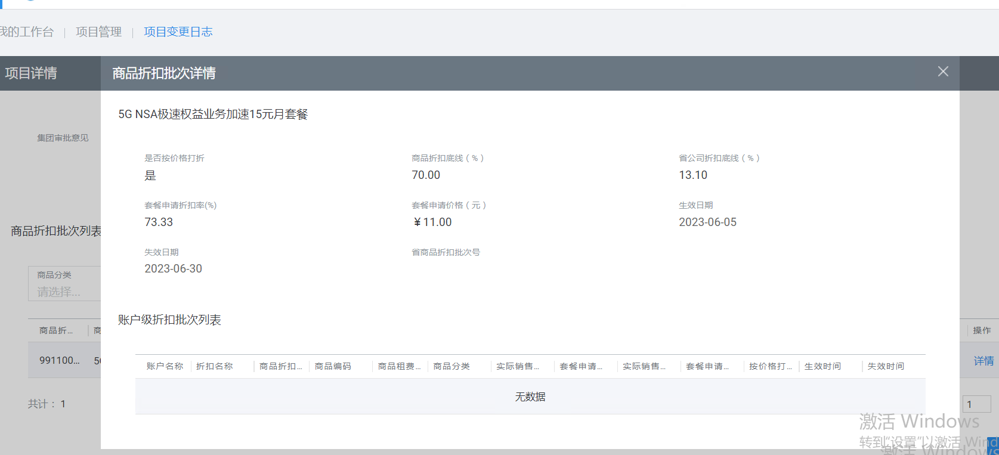 我的工作台 项目管理 项目变更日志
项目详情
商品折扣批次详情
5G NSA极速权益业务加速15元月套餐
集团审批意见
是否按价格打折 商品折扣底线（%） 省公司折扣底线（%）
是 70.00 13.10
套餐申请折扣率(%) 套餐申请价格（元） 生效日期
73.33 ￥11.00 2023-06-05
商品折扣批次列表
失效日期 省商品折扣批次号
2023-06-30
商品分类
请选择...
账户级折扣批次列表
商品折... 商 操作
991100... 5G 详情
账户名称 折扣名称 商品折扣... 商品编码 商品租费... 商品分类 实际销售... 套餐申请... 实际销售... 套餐申请... 按价格打... 生效时间 失效时间
无数据
共计： 1
1
激活 Windows
转到“设置”以激活 Wind
激活 Windows